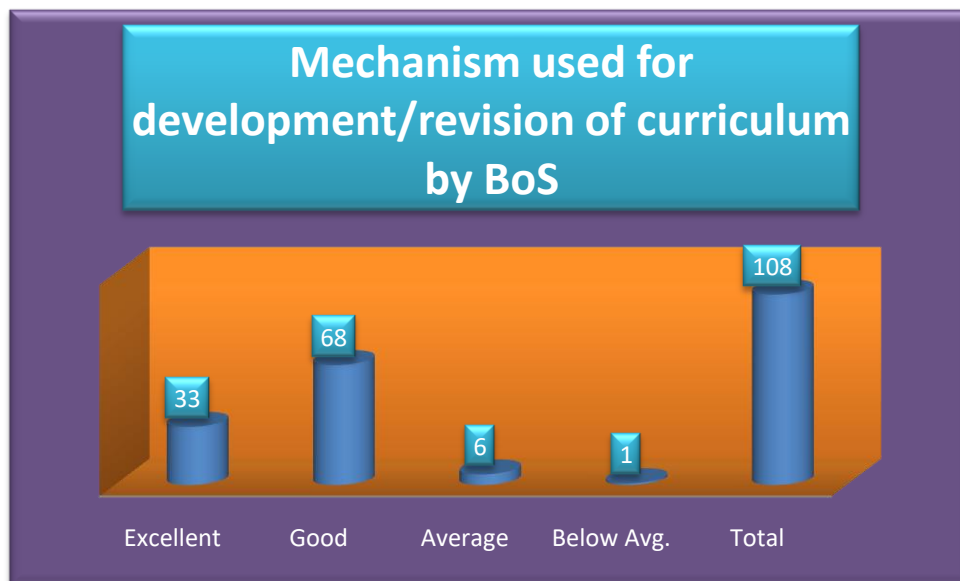 Mechanism used for
development/revision of curriculum
by BoS
108
68
33
6
1
Excellent Good Average Below Avg. Total